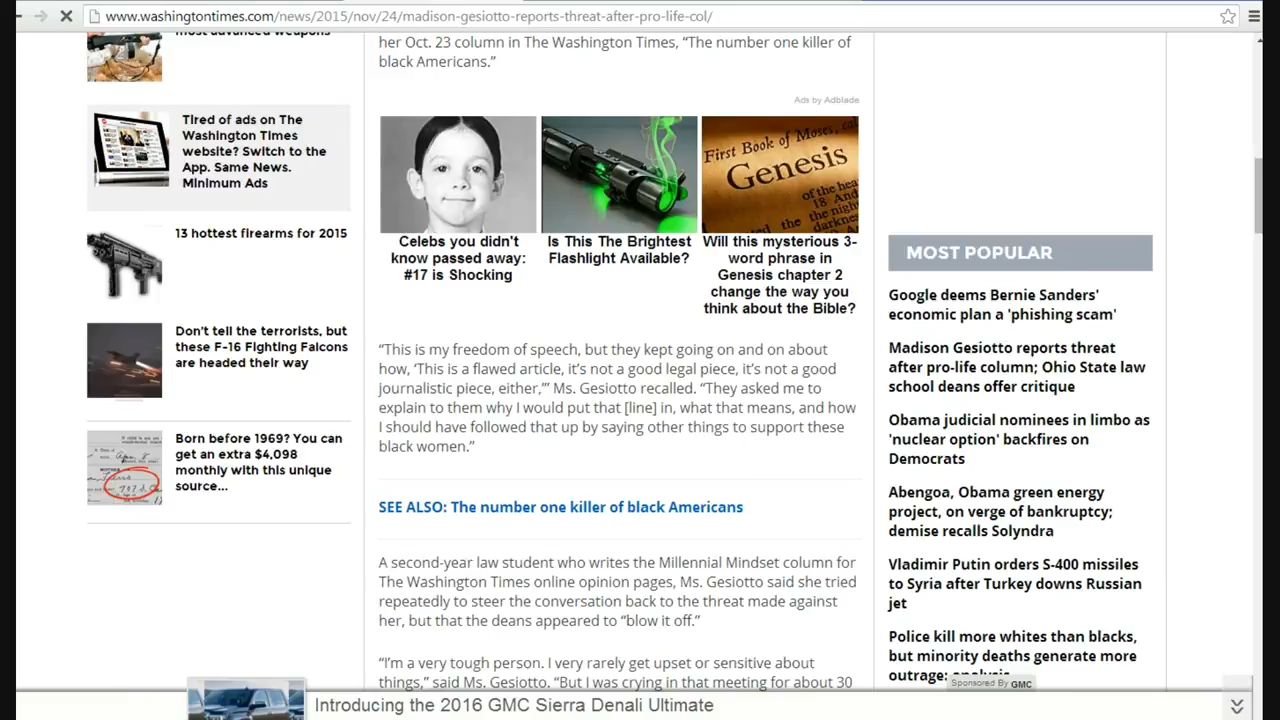 www.washingtontimes.com/news/2015/nov/24/madison-gesiotto-reports-threat-after-pro-life-col/
most advanced weapons
Tired of ads on The
Washington Times
website? Switch to the
App. Same News.
Minimum Ads
13 hottest firearms for 2015
Don't tell the terrorists, but
these F-16 Fighting Falcons
are headed their way
Born before 1969? You can
get an extra $4,098
monthly with this unique
source...
her Oct. 23 column in The Washington Times, “The number one killer of
black Americans.”
Ads by Adblade
First Book of Moses,
Genesis
of the
18 And
the night
darkness
Celebs you didn't
know passed away:
#17 is Shocking
Is This The Brightest
Flashlight Available?
Will this mysterious 3-
word phrase in
Genesis chapter 2
change the way you
think about the Bible?
“This is my freedom of speech, but they kept going on and on about
how, ‘This is a flawed article, it’s not a good legal piece, it’s not a good
journalistic piece, either,’” Ms. Gesiotto recalled. “They asked me to
explain to them why I would put that [line] in, what that means, and how
I should have followed that up by saying other things to support these
black women.”
SEE ALSO: The number one killer of black Americans
A second-year law student who writes the Millennial Mindset column for
The Washington Times online opinion pages, Ms. Gesiotto said she tried
repeatedly to steer the conversation back to the threat made against
her, but that the deans appeared to “blow it off.”
“I’m a very tough person. I very rarely get upset or sensitive about
things,” said Ms. Gesiotto. “But I was crying in that meeting for about 30
MOST POPULAR
Google deems Bernie Sanders'
economic plan a 'phishing scam'
Madison Gesiotto reports threat
after pro-life column; Ohio State law
school deans offer critique
Obama judicial nominees in limbo as
'nuclear option' backfires on
Democrats
Abengoa, Obama green energy
project, on verge of bankruptcy;
demise recalls Solyndra
Vladimir Putin orders S-400 missiles
to Syria after Turkey downs Russian
jet
Police kill more whites than blacks,
but minority deaths generate more
outrage: analysis
Sponsored By GMC
Introducing the 2016 GMC Sierra Denali Ultimate